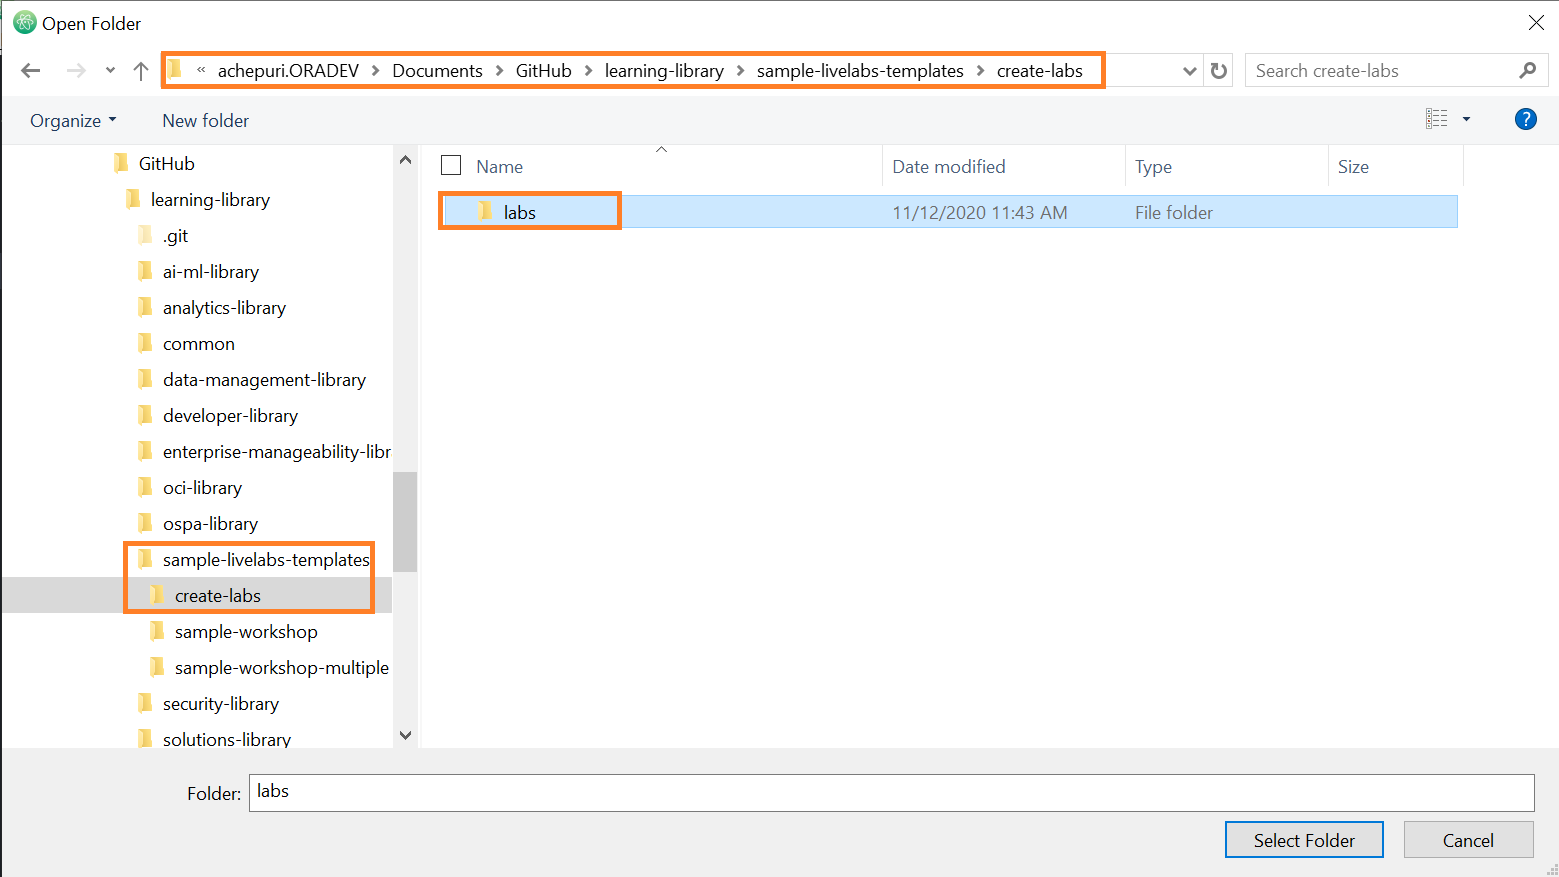 Open Folder
« achepuri.ORADEV > Documents > GitHub > learning-library > sample-livelabs-templates > create-labs
Search create-labs
Organize
New folder
?
GitHub
learning-library
.git
ai-ml-library
analytics-library
common
data-management-library
developer-library
enterprise-manageability-libr
oci-library
ospa-library
sample-livelabs-templates
create-labs
sample-workshop
sample-workshop-multiple
security-library
solutions-library
Name Date modified Type Size
labs 11/12/2020 11:43 AM File folder
Folder: labs
Select Folder Cancel